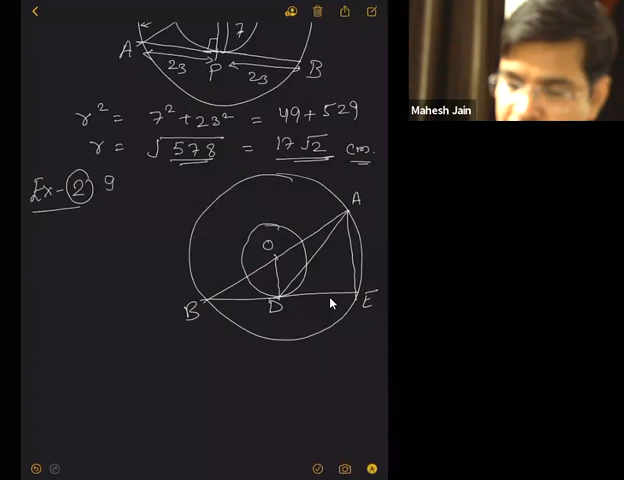 7
A
23
P
23
B
r² = 7² + 23² = 49 + 529
r = √578 = 17√2 cm.
Ex-2 9
A
O
B
D
E
Mahesh Jain